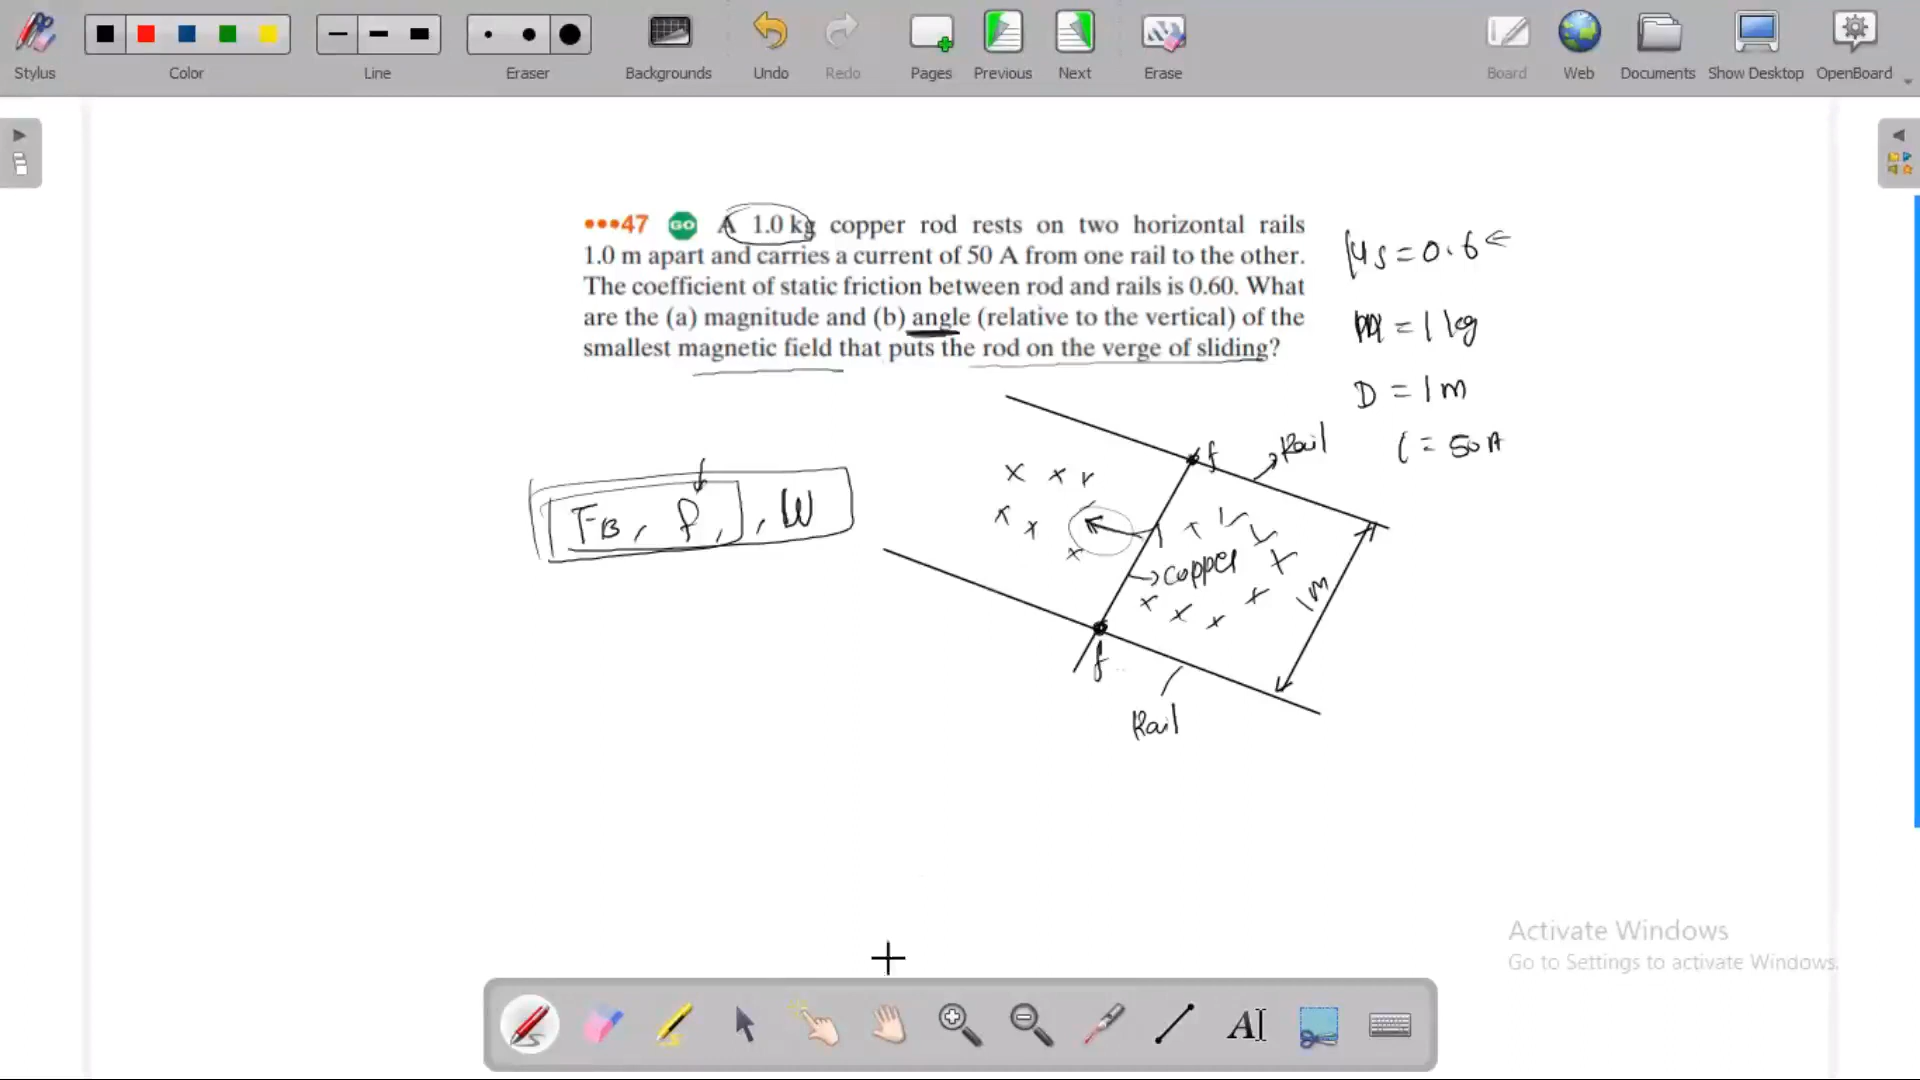 Stylus
Color
Line
Eraser
Backgrounds
Undo
Redo
Pages
Previous
Next
Erase
Board
Web
Documents
Show Desktop
OpenBoard
•••47 GO A 1.0 kg copper rod rests on two horizontal rails
1.0 m apart and carries a current of 50 A from one rail to the other.
The coefficient of static friction between rod and rails is 0.60. What
are the (a) magnitude and (b) angle (relative to the vertical) of the
smallest magnetic field that puts the rod on the verge of sliding?
μs = 0.6
m = 1 kg
D = 1 m
i = 50 A
FB, f, , W
f
Rail
copper
1m
f
Rail
Activate Windows
Go to Settings to activate Windows.